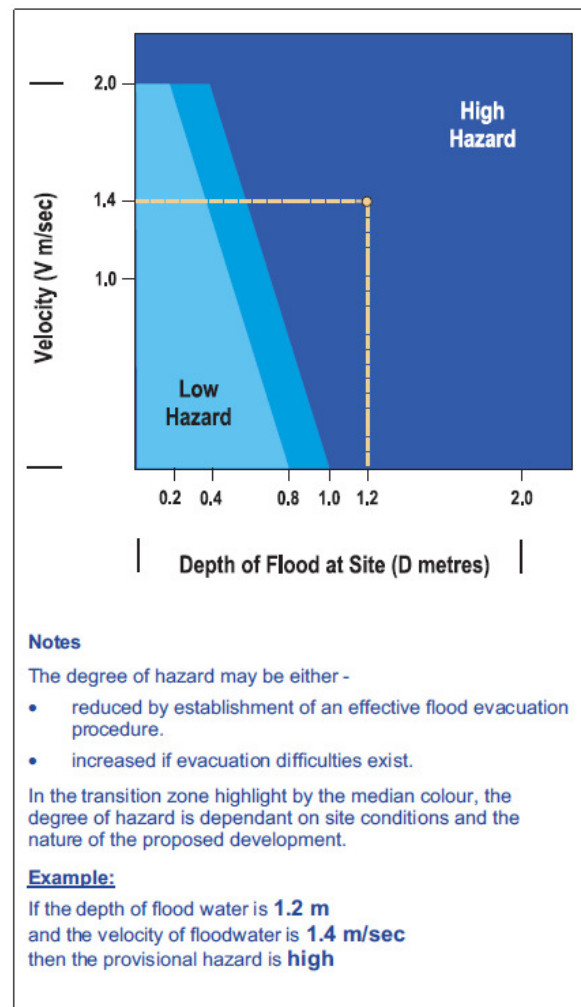 2.0
High
Hazard
1.4
Velocity (V m/sec)
1.0
Low
Hazard
0.2 0.4 0.8 1.0 1.2 2.0
Depth of Flood at Site (D metres)
Notes
The degree of hazard may be either -
• reduced by establishment of an effective flood evacuation
procedure.
• increased if evacuation difficulties exist.
In the transition zone highlight by the median colour, the
degree of hazard is dependant on site conditions and the
nature of the proposed development.
Example:
If the depth of flood water is 1.2 m
and the velocity of floodwater is 1.4 m/sec
then the provisional hazard is high